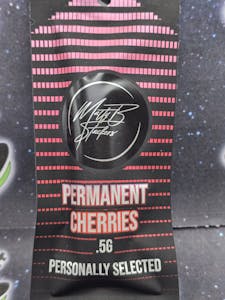 PERMANENT
CHERRIES
.5G
PERSONALLY SELECTED